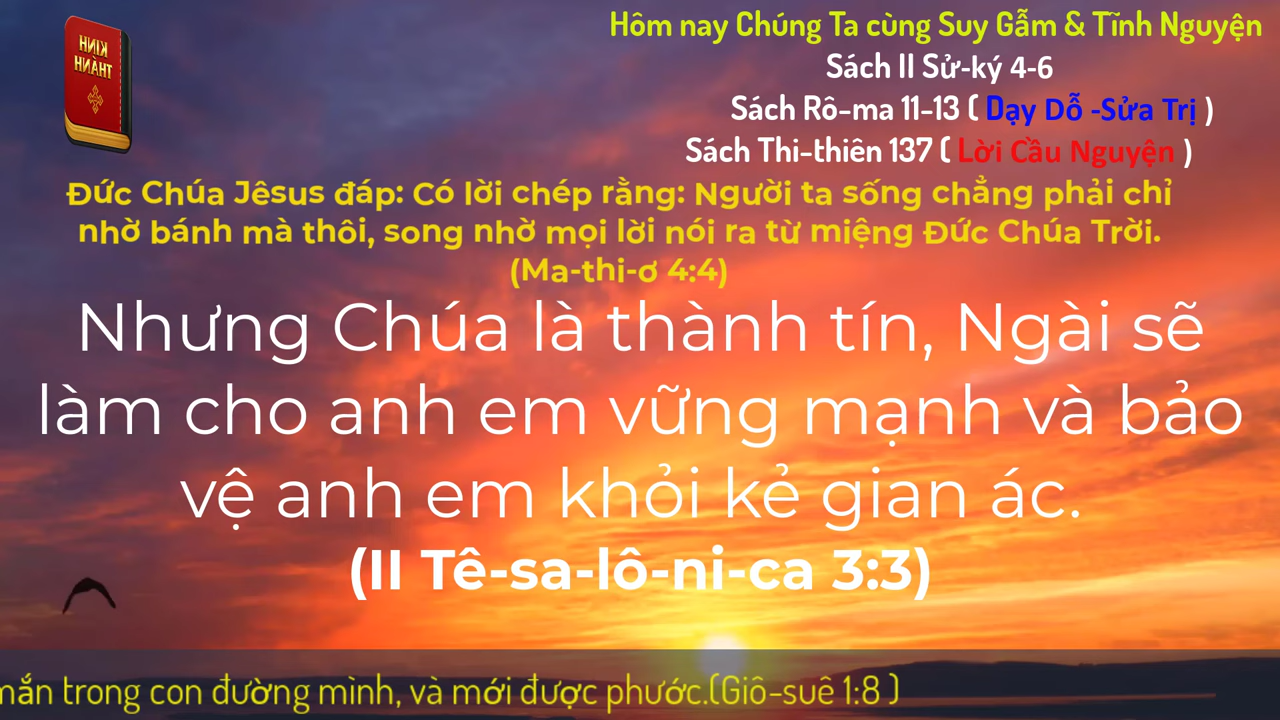 KINH
THÁNH
Hôm nay Chúng Ta cùng Suy Gẫm & Tĩnh Nguyện
Sách II Sử-ký 4-6
Sách Rô-ma 11-13 ( Dạy Dỗ -Sửa Trị )
Sách Thi-thiên 137 ( Lời Cầu Nguyện )
Đức Chúa Jêsus đáp: Có lời chép rằng: Người ta sống chẳng phải chỉ
nhờ bánh mà thôi, song nhờ mọi lời nói ra từ miệng Đức Chúa Trời.
(Ma-thi-ơ 4:4)
Nhưng Chúa là thành tín, Ngài sẽ
làm cho anh em vững mạnh và bảo
vệ anh em khỏi kẻ gian ác.
(II Tê-sa-lô-ni-ca 3:3)
trong con đường mình, và mới được phước.(Giô-suê 1:8 )